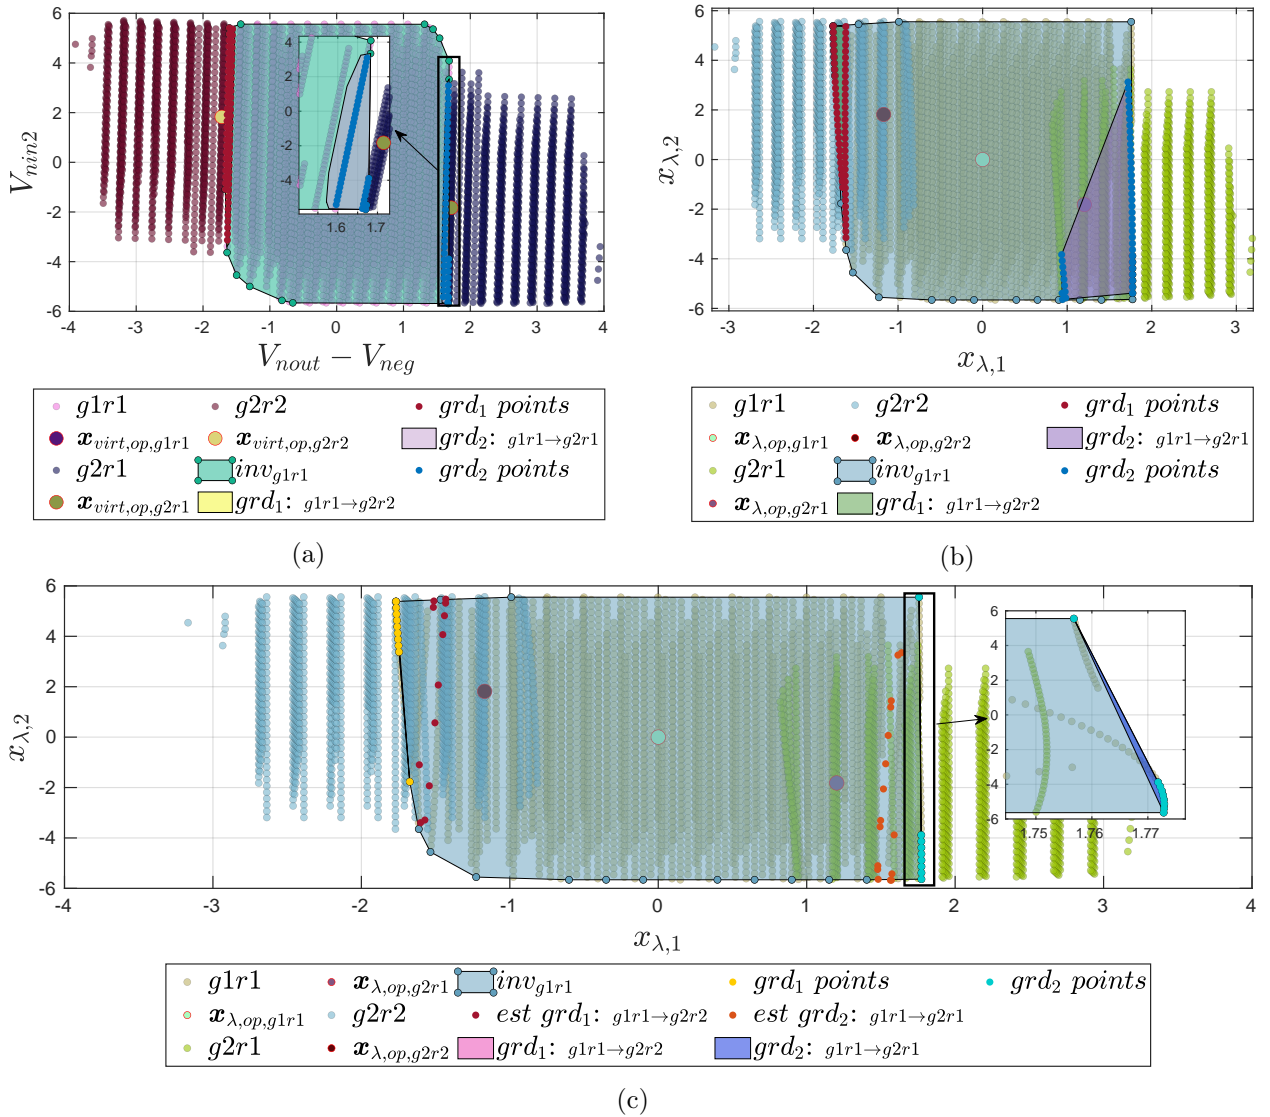 6
4
2
0
-2
-4
-6
V_{nin2}
4
2
0
-2
-4
1.6
1.7
-4
-3
-2
-1
0
1
2
3
4
V_{nout} − V_{neg}
g1r1
g2r2
grd_1 points
x_{virt,op,g1r1}
x_{virt,op,g2r2}
grd_2: g1r1→g2r1
g2r1
inv_{g1r1}
grd_2 points
x_{virt,op,g2r1}
grd_1: g1r1→g2r2
(a)
6
4
2
0
-2
-4
-6
x_{λ,2}
-3
-2
-1
0
1
2
3
x_{λ,1}
g1r1
g2r2
grd_1 points
x_{λ,op,g1r1}
x_{λ,op,g2r2}
grd_2: g1r1→g2r1
g2r1
inv_{g1r1}
grd_2 points
x_{λ,op,g2r1}
grd_1: g1r1→g2r2
(b)
6
4
2
0
-2
-4
-6
x_{λ,2}
6
4
2
0
-2
-4
-6
1.75
1.76
1.77
-4
-3
-2
-1
0
1
2
3
4
x_{λ,1}
g1r1
x_{λ,op,g2r1}
inv_{g1r1}
grd_1 points
grd_2 points
x_{λ,op,g1r1}
g2r2
est grd_1: g1r1→g2r2
est grd_2: g1r1→g2r1
g2r1
x_{λ,op,g2r2}
grd_1: g1r1→g2r2
grd_2: g1r1→g2r1
(c)